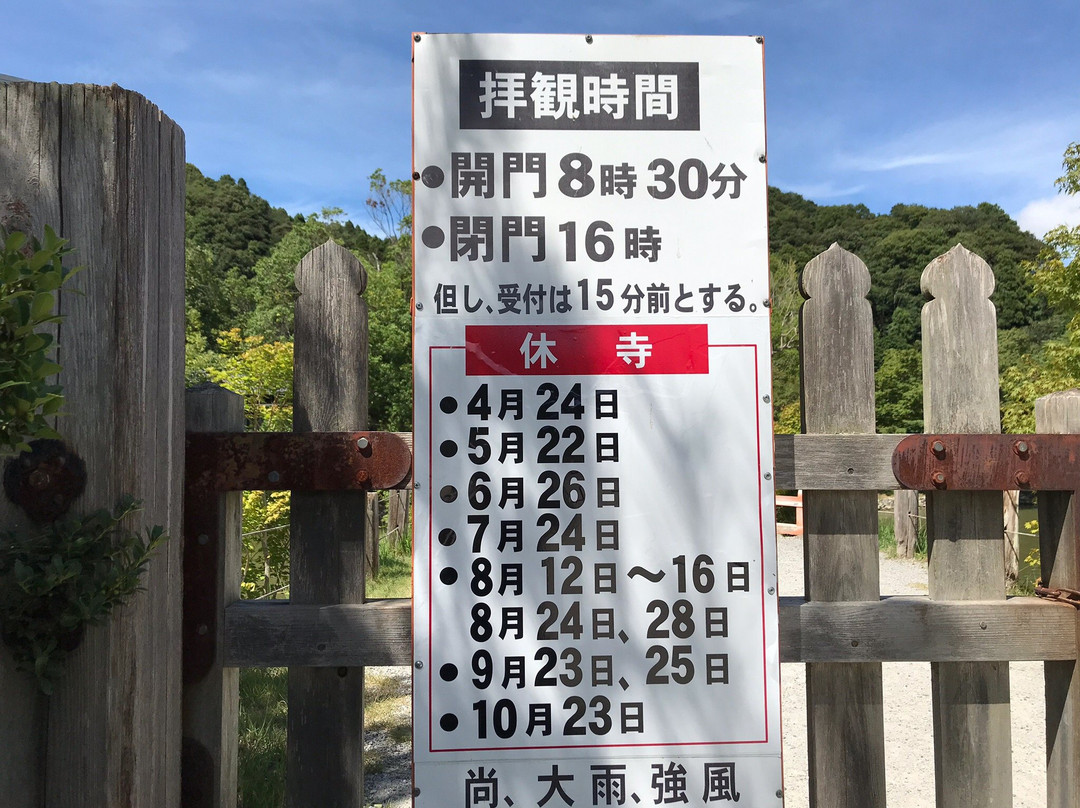 拝観時間
●開門8時30分
●閉門16時
但し、受付は15分前とする。
休寺
●4月24日
●5月22日
●6月26日
●7月24日
●8月12日～16日
8月24日、28日
●9月23日、25日
●10月23日
尚、大雨、強風